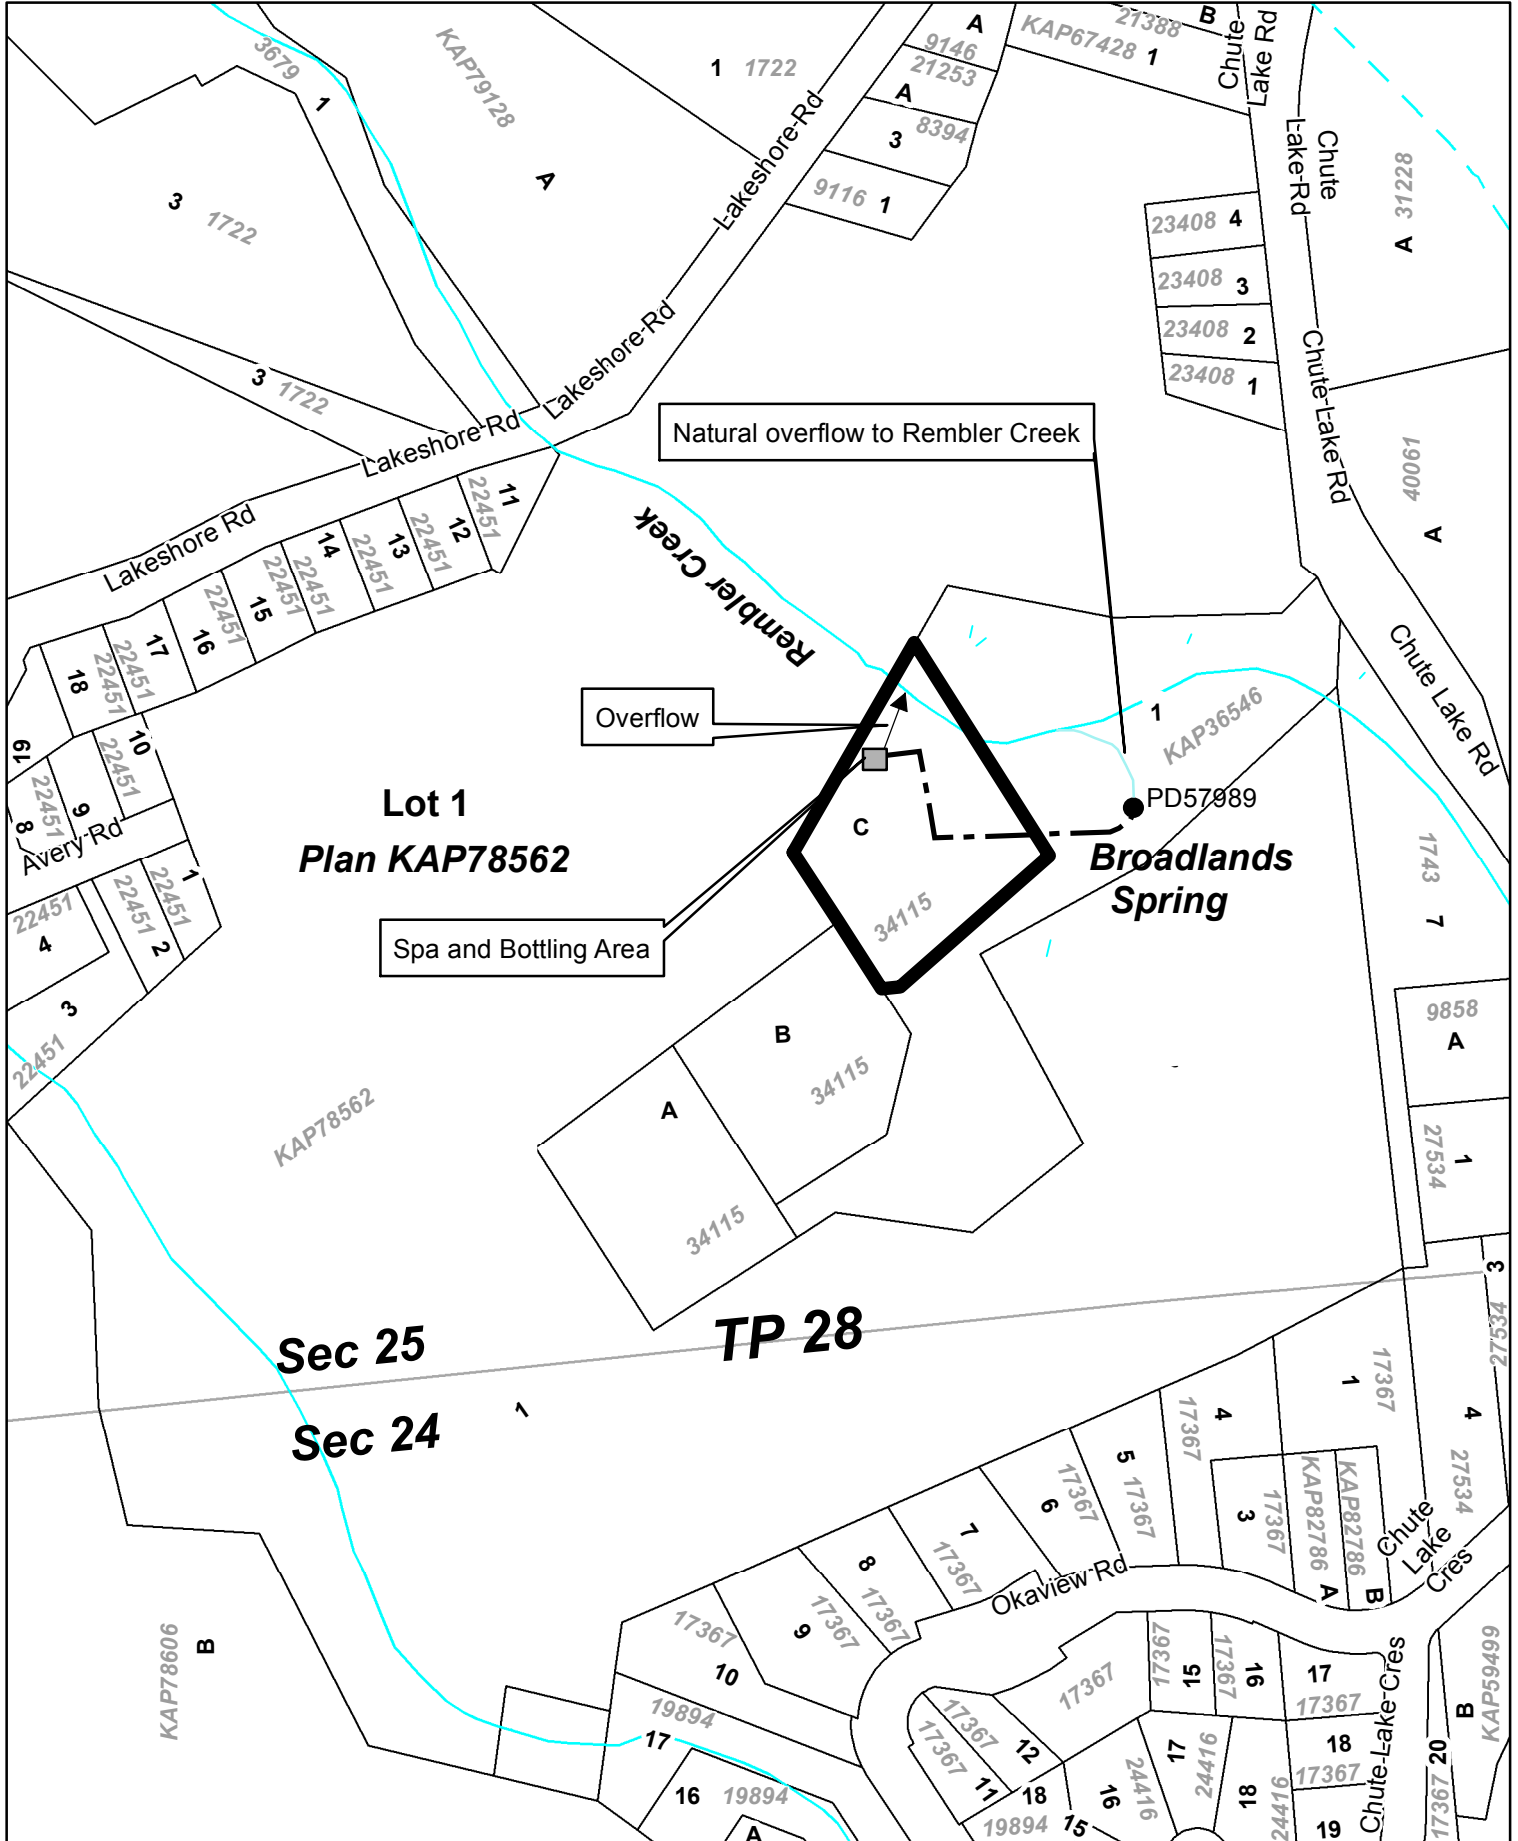 3679
1
KAP79128
A
1 1722
A
9146
21253
A
3 8394
9116 1
B
21388
KAP67428 1
Chute
Lake Rd
Chute
Lake Rd
31228
A
3 1722
Lakeshore Rd
23408 4
23408 3
23408 2
23408 1
Lakeshore Rd
Chute Lake Rd
3 1722
Lakeshore Rd
Natural overflow to Rembler Creek
40061
A
Lakeshore Rd
11
22451
12
22451
13
22451
14
22451
15
22451
16
22451
17
22451
18
22451
19
Rembler Creek
Chute Lake Rd
10
22451
9
22451
8
Avery Rd
Overflow
1
KAP36546
Lot 1
Plan KAP78562
C
34115
PD57989
Broadlands
Spring
1743
7
1
22451
2
22451
22451
4
3
22451
Spa and Bottling Area
9858
A
B
34115
A
34115
KAP78562
27534
1
3
27534
Sec 25
TP 28
Sec 24
1
1
17367
4
17367
4
27534
5
17367
6
17367
7
17367
8
17367
9
17367
17367
10
3
17367
KAP82786
A
KAP82786
B
Chute
Lake
Cres
Okaview Rd
KAP78606
B
19894
17
16 19894
A
17367
17367
12
17367
11
17367
15
17367
16
17
17367
18
17367
19
Chute Lake Cres
B
KAP59499
20
17367
18
19894
15
16
24416
17
24416
18
24416